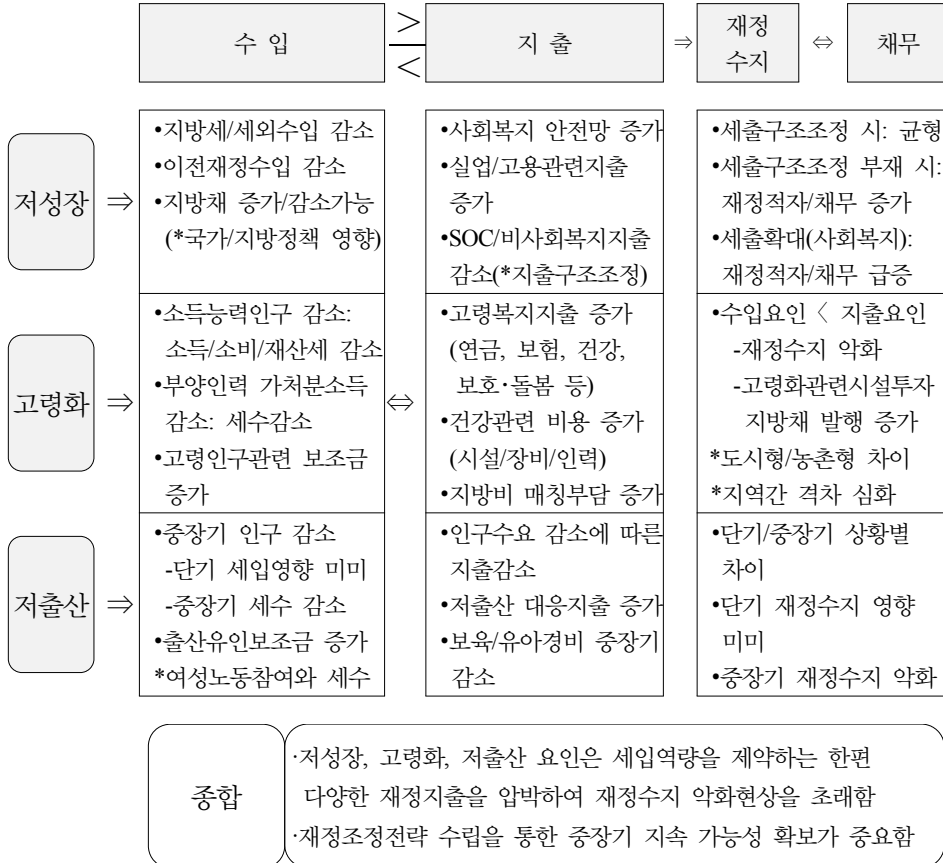 수 입
>
<
지 출
⇒
재정
수지
⇔
채무
저성장
⇒
•지방세/세외수입 감소
•이전재정수입 감소
•지방채 증가/감소가능
(*국가/지방정책 영향)
•사회복지 안전망 증가
•실업/고용관련지출
증가
•SOC/비사회복지지출
감소(*지출구조조정)
•세출구조조정 시: 균형
•세출구조조정 부재 시:
재정적자/채무 증가
•세출확대(사회복지):
재정적자/채무 급증
고령화
⇒
•소득능력인구 감소:
소득/소비/재산세 감소
•부양인력 가처분소득
감소: 세수감소
•고령인구관련 보조금
증가
⇔
•고령복지지출 증가
(연금, 보험, 건강,
보호·돌봄 등)
•건강관련 비용 증가
(시설/장비/인력)
•지방비 매칭부담 증가
•수입요인 〈 지출요인
-재정수지 악화
-고령화관련시설투자
지방채 발행 증가
*도시형/농촌형 차이
*지역간 격차 심화
저출산
⇒
•중장기 인구 감소
-단기 세입영향 미미
-중장기 세수 감소
•출산유인보조금 증가
*여성노동참여와 세수
•인구수요 감소에 따른
지출감소
•저출산 대응지출 증가
•보육/유아경비 중장기
감소
•단기/중장기 상황별
차이
•단기 재정수지 영향
미미
•중장기 재정수지 악화
종합
·저성장, 고령화, 저출산 요인은 세입역량을 제약하는 한편
다양한 재정지출을 압박하여 재정수지 악화현상을 초래함
·재정조정전략 수립을 통한 중장기 지속 가능성 확보가 중요함